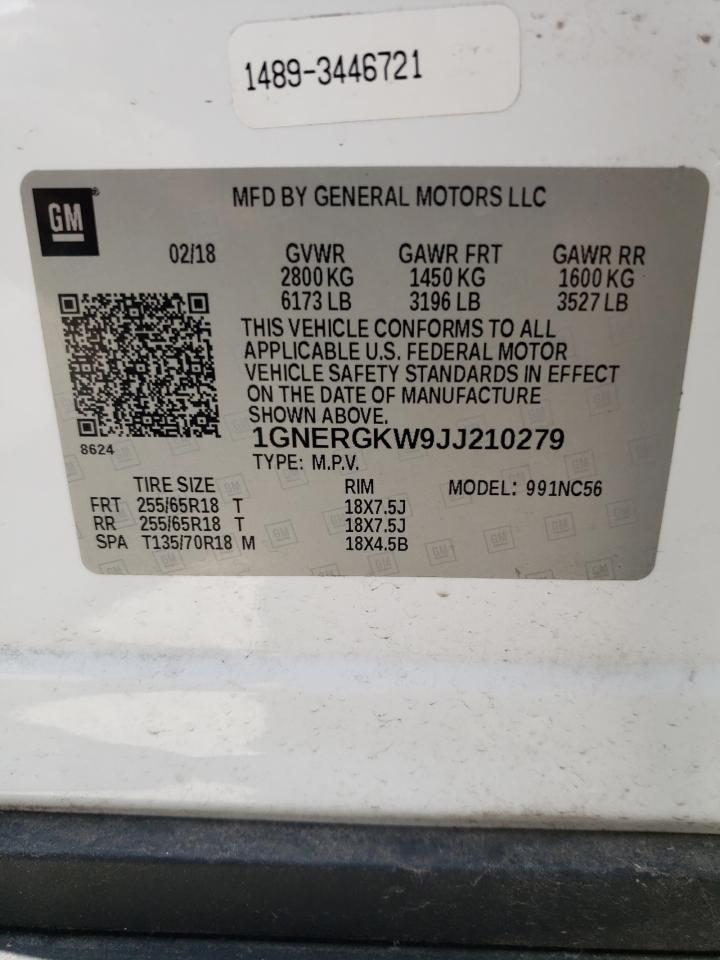 1489-3446721
GM®
MFD BY GENERAL MOTORS LLC
02/18 GVWR GAWR FRT GAWR RR
2800 KG 1450 KG 1600 KG
6173 LB 3196 LB 3527 LB
THIS VEHICLE CONFORMS TO ALL
APPLICABLE U.S. FEDERAL MOTOR
VEHICLE SAFETY STANDARDS IN EFFECT
ON THE DATE OF MANUFACTURE
SHOWN ABOVE.
1GNERGKW9JJ210279
8624
TYPE: M.P.V.
TIRE SIZE RIM MODEL: 991NC56
FRT 255/65R18 T 18X7.5J
RR 255/65R18 T 18X7.5J
SPA T135/70R18 M 18X4.5B